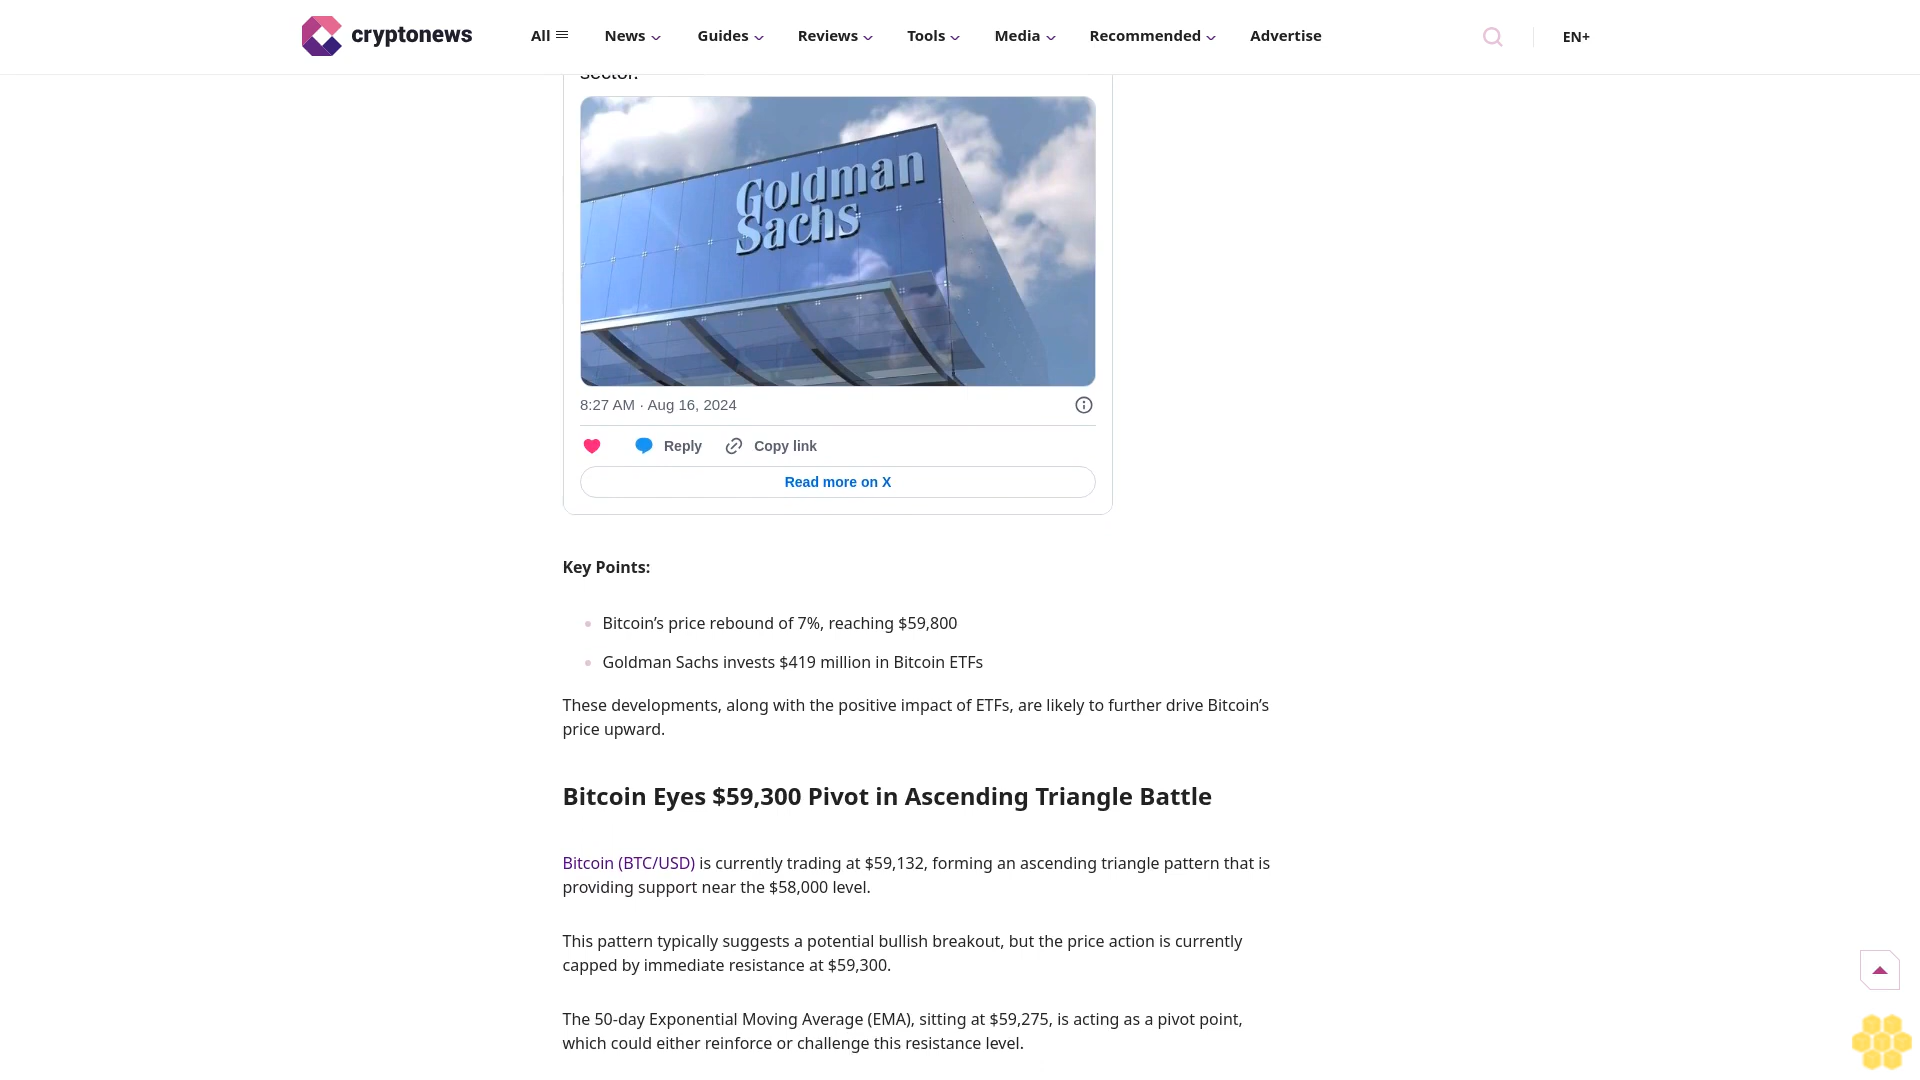 cryptonews
All
News
Guides
Reviews
Tools
Media
Recommended
Advertise
EN+
sector.
Goldman
Sachs
8:27 AM · Aug 16, 2024
Reply
Copy link
Read more on X
Key Points:
Bitcoin’s price rebound of 7%, reaching $59,800
Goldman Sachs invests $419 million in Bitcoin ETFs
These developments, along with the positive impact of ETFs, are likely to further drive Bitcoin’s
price upward.
Bitcoin Eyes $59,300 Pivot in Ascending Triangle Battle
Bitcoin (BTC/USD) is currently trading at $59,132, forming an ascending triangle pattern that is
providing support near the $58,000 level.
This pattern typically suggests a potential bullish breakout, but the price action is currently
capped by immediate resistance at $59,300.
The 50-day Exponential Moving Average (EMA), sitting at $59,275, is acting as a pivot point,
which could either reinforce or challenge this resistance level.